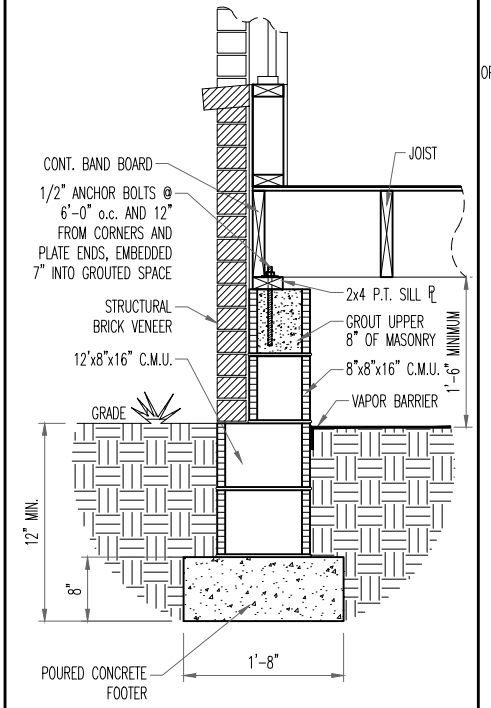 OF
CONT. BAND BOARD
JOIST
1/2" ANCHOR BOLTS @
6'-0" o.c. AND 12"
FROM CORNERS AND
PLATE ENDS, EMBEDDED
7" INTO GROUTED SPACE
2x4 P.T. SILL PL
STRUCTURAL
BRICK VENEER
GROUT UPPER
8" OF MASONRY
12'x8"x16" C.M.U.
8"x8"x16" C.M.U.
1'-6" MINIMUM
VAPOR BARRIER
GRADE
12" MIN.
8"
1'-8"
POURED CONCRETE
FOOTER